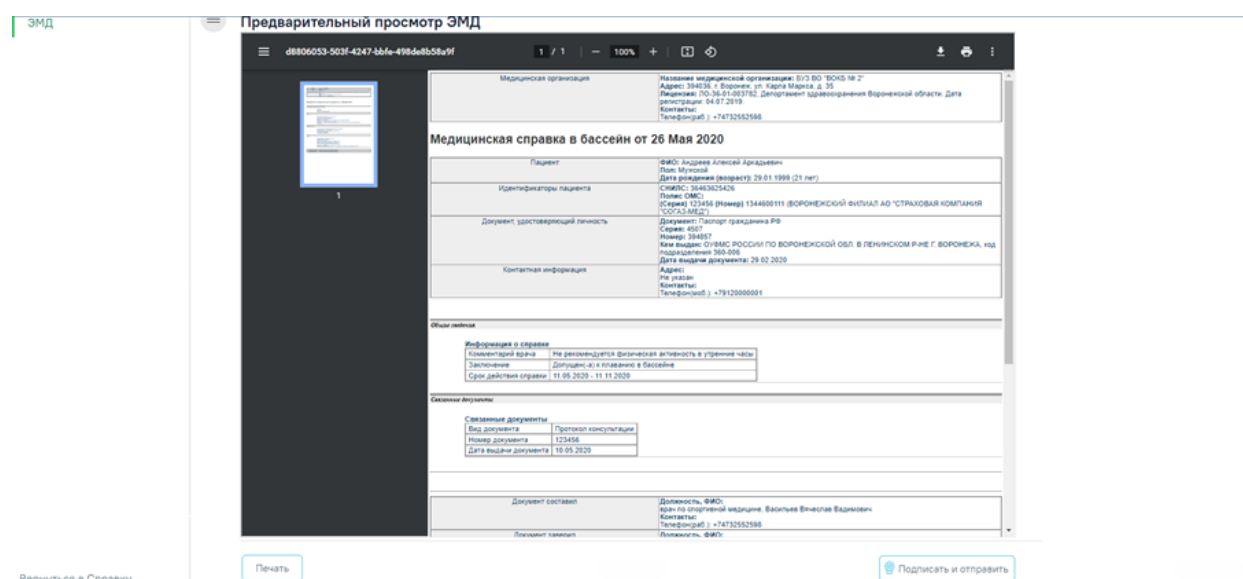 ЭМД
Предварительный просмотр ЭМД
d8806053-503f-4247-bbfe-498de8b58a9f
1 / 1
100%
1
Медицинская организация
Название медицинской организации: БУЗ ВО "ВОКБ № 2"
Адрес: 394036, г. Воронеж, ул. Карла Маркса, д. 35
Лицензия: ЛО-36-01-003782, Департамент здравоохранения Воронежской области. Дата
регистрации: 04.07.2019.
Контакты:
Телефон(раб.): +74732552598
Медицинская справка в бассейн от 26 Мая 2020
Пациент
ФИО: Андреев Алексей Аркадьевич
Пол: Мужской
Дата рождения (возраст): 29.01.1999 (21 лет)
Идентификаторы пациента
СНИЛС: 36463625426
Полис ОМС:
(Серия) 123456 (Номер) 1344600111 (ВОРОНЕЖСКИЙ ФИЛИАЛ АО "СТРАХОВАЯ КОМПАНИЯ
"СОГАЗ-МЕД")
Документ, удостоверяющий личность
Документ: Паспорт гражданина РФ
Серия: 4507
Номер: 394857
Кем выдан: ОУФМС РОССИИ ПО ВОРОНЕЖСКОЙ ОБЛ. В ЛЕНИНСКОМ Р-НЕ Г. ВОРОНЕЖА, код
подразделения 360-006
Дата выдачи документа: 29.02.2020
Контактная информация
Адрес:
Не указан
Контакты:
Телефон(моб.): +79120000001
Общие сведения
Информация о справке
Комментарий врача Не рекомендуется физическая активность в утренние часы
Заключение Допущен(-а) к плаванию в бассейне
Срок действия справки 11.05.2020 - 11.11.2020
Связанные документы
Связанные документы
Вид документа Протокол консультации
Номер документа 123456
Дата выдачи документа 10.05.2020
Документ составил
Должность, ФИО:
врач по спортивной медицине, Васильев Вячеслав Вадимович
Контакты:
Телефон(раб.): +74732552598
Документ заверил
Должность, ФИО:
Печать
Подписать и отправить
Вернуться в Справку